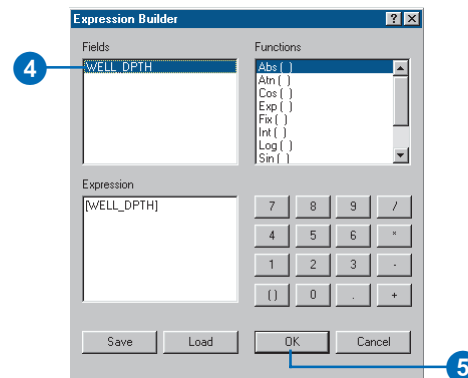 Expression Builder
? X
Fields
Functions
4
WELL_DPTH
Abs ( )
Atn ( )
Cos ( )
Exp ( )
Fix ( )
Int ( )
Log ( )
Sin ( )
Expression
[WELL_DPTH]
7 8 9 /
4 5 6 *
1 2 3 -
( ) 0 . +
Save Load OK Cancel
5